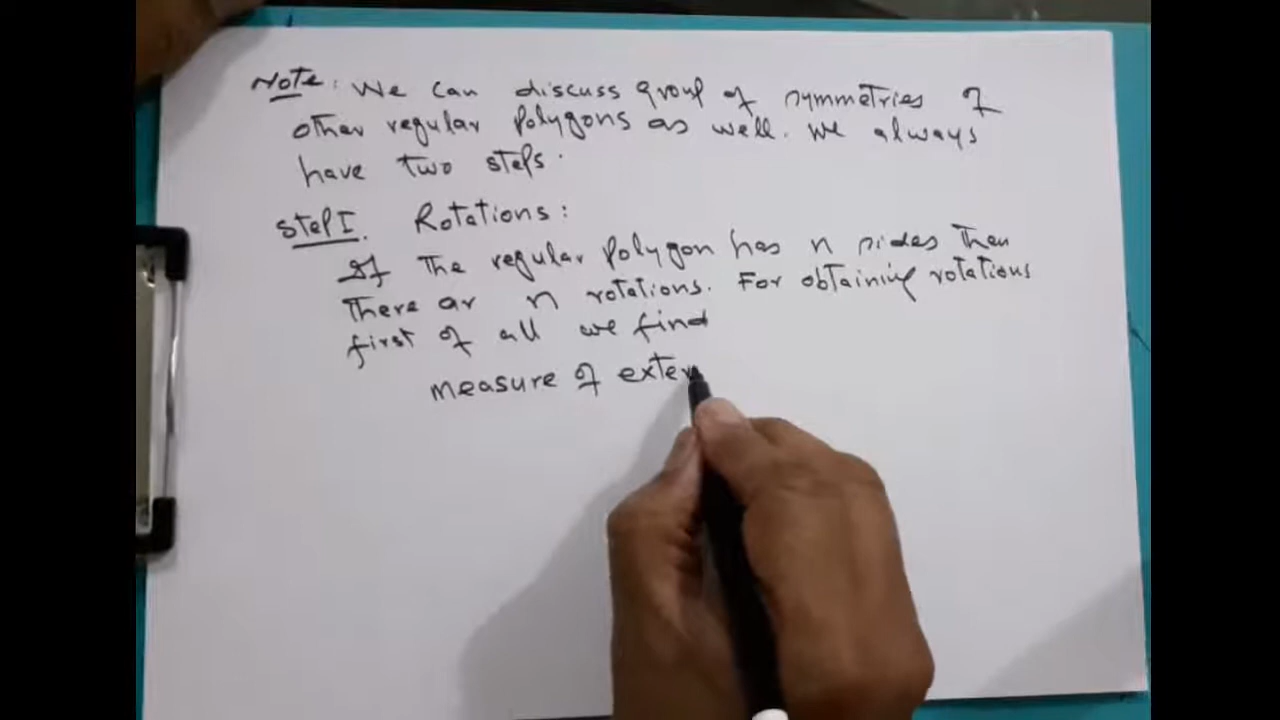 Note: We can discuss group of symmetries of
other regular polygons as well. We always
have two steps.
Step I. Rotations:
If the regular polygon has n sides then
there ar n rotations. For obtaining rotations
first of all we find
measure of exter